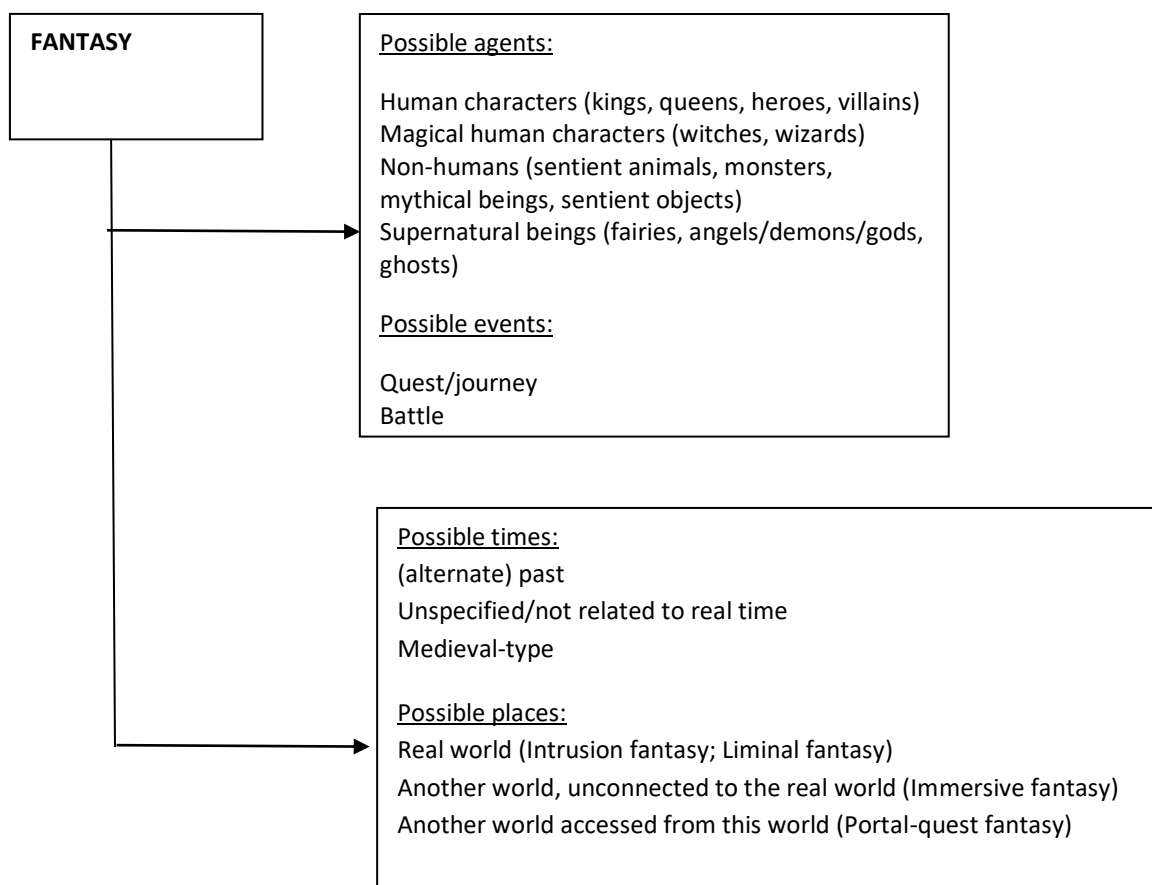 FANTASY
Possible agents:
Human characters (kings, queens, heroes, villains)
Magical human characters (witches, wizards)
Non-humans (sentient animals, monsters,
mythical beings, sentient objects)
Supernatural beings (fairies, angels/demons/gods,
ghosts)
Possible events:
Quest/journey
Battle
Possible times:
(alternate) past
Unspecified/not related to real time
Medieval-type
Possible places:
Real world (Intrusion fantasy; Liminal fantasy)
Another world, unconnected to the real world (Immersive fantasy)
Another world accessed from this world (Portal-quest fantasy)